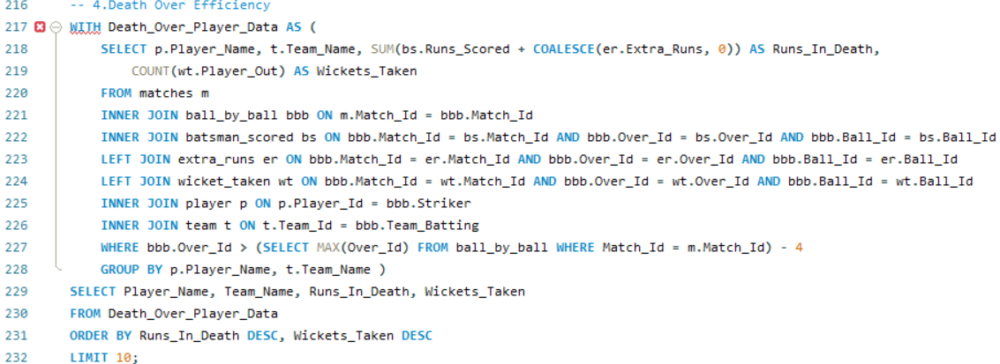 216 -- 4.Death Over Efficiency
217 WITH Death_Over_Player_Data AS (
218 SELECT p.Player_Name, t.Team_Name, SUM(bs.Runs_Scored + COALESCE(er.Extra_Runs, 0)) AS Runs_In_Death,
219 COUNT(wt.Player_Out) AS Wickets_Taken
220 FROM matches m
221 INNER JOIN ball_by_ball bbb ON m.Match_Id = bbb.Match_Id
222 INNER JOIN batsman_scored bs ON bbb.Match_Id = bs.Match_Id AND bbb.Over_Id = bs.Over_Id AND bbb.Ball_Id = bs.Ball_Id
223 LEFT JOIN extra_runs er ON bbb.Match_Id = er.Match_Id AND bbb.Over_Id = er.Over_Id AND bbb.Ball_Id = er.Ball_Id
224 LEFT JOIN wicket_taken wt ON bbb.Match_Id = wt.Match_Id AND bbb.Over_Id = wt.Over_Id AND bbb.Ball_Id = wt.Ball_Id
225 INNER JOIN player p ON p.Player_Id = bbb.Striker
226 INNER JOIN team t ON t.Team_Id = bbb.Team_Batting
227 WHERE bbb.Over_Id > (SELECT MAX(Over_Id) FROM ball_by_ball WHERE Match_Id = m.Match_Id) - 4
228 GROUP BY p.Player_Name, t.Team_Name )
229 SELECT Player_Name, Team_Name, Runs_In_Death, Wickets_Taken
230 FROM Death_Over_Player_Data
231 ORDER BY Runs_In_Death DESC, Wickets_Taken DESC
232 LIMIT 10;